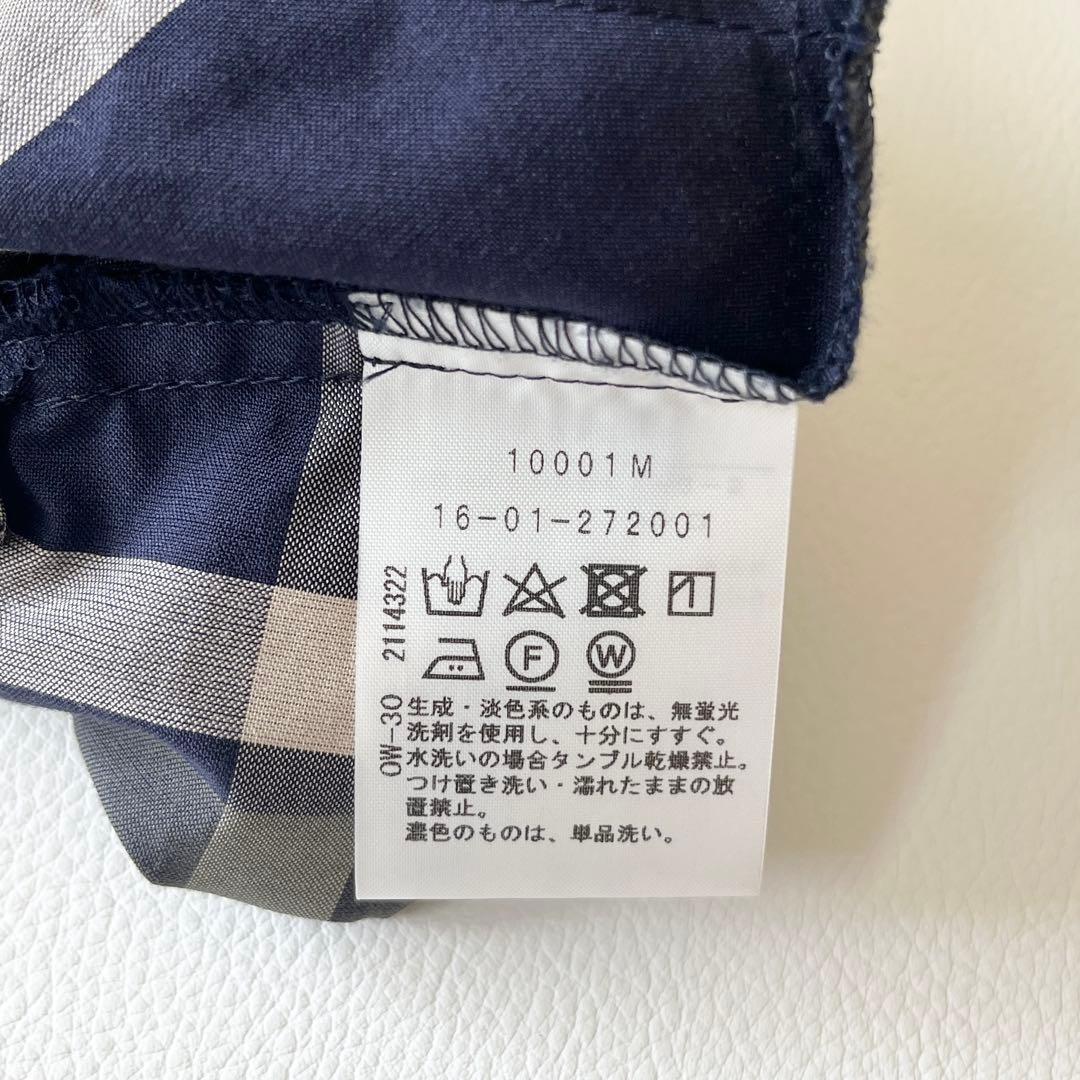 10001M
16-01-272001
1
F W
生成・淡色系のものは、無蛍光
洗剤を使用し、十分にすすぐ。
水洗いの場合タンブル乾燥禁止。
つけ置き洗い・濡れたままの放
置禁止。
濃色のものは、単品洗い。
OW-30 2114322